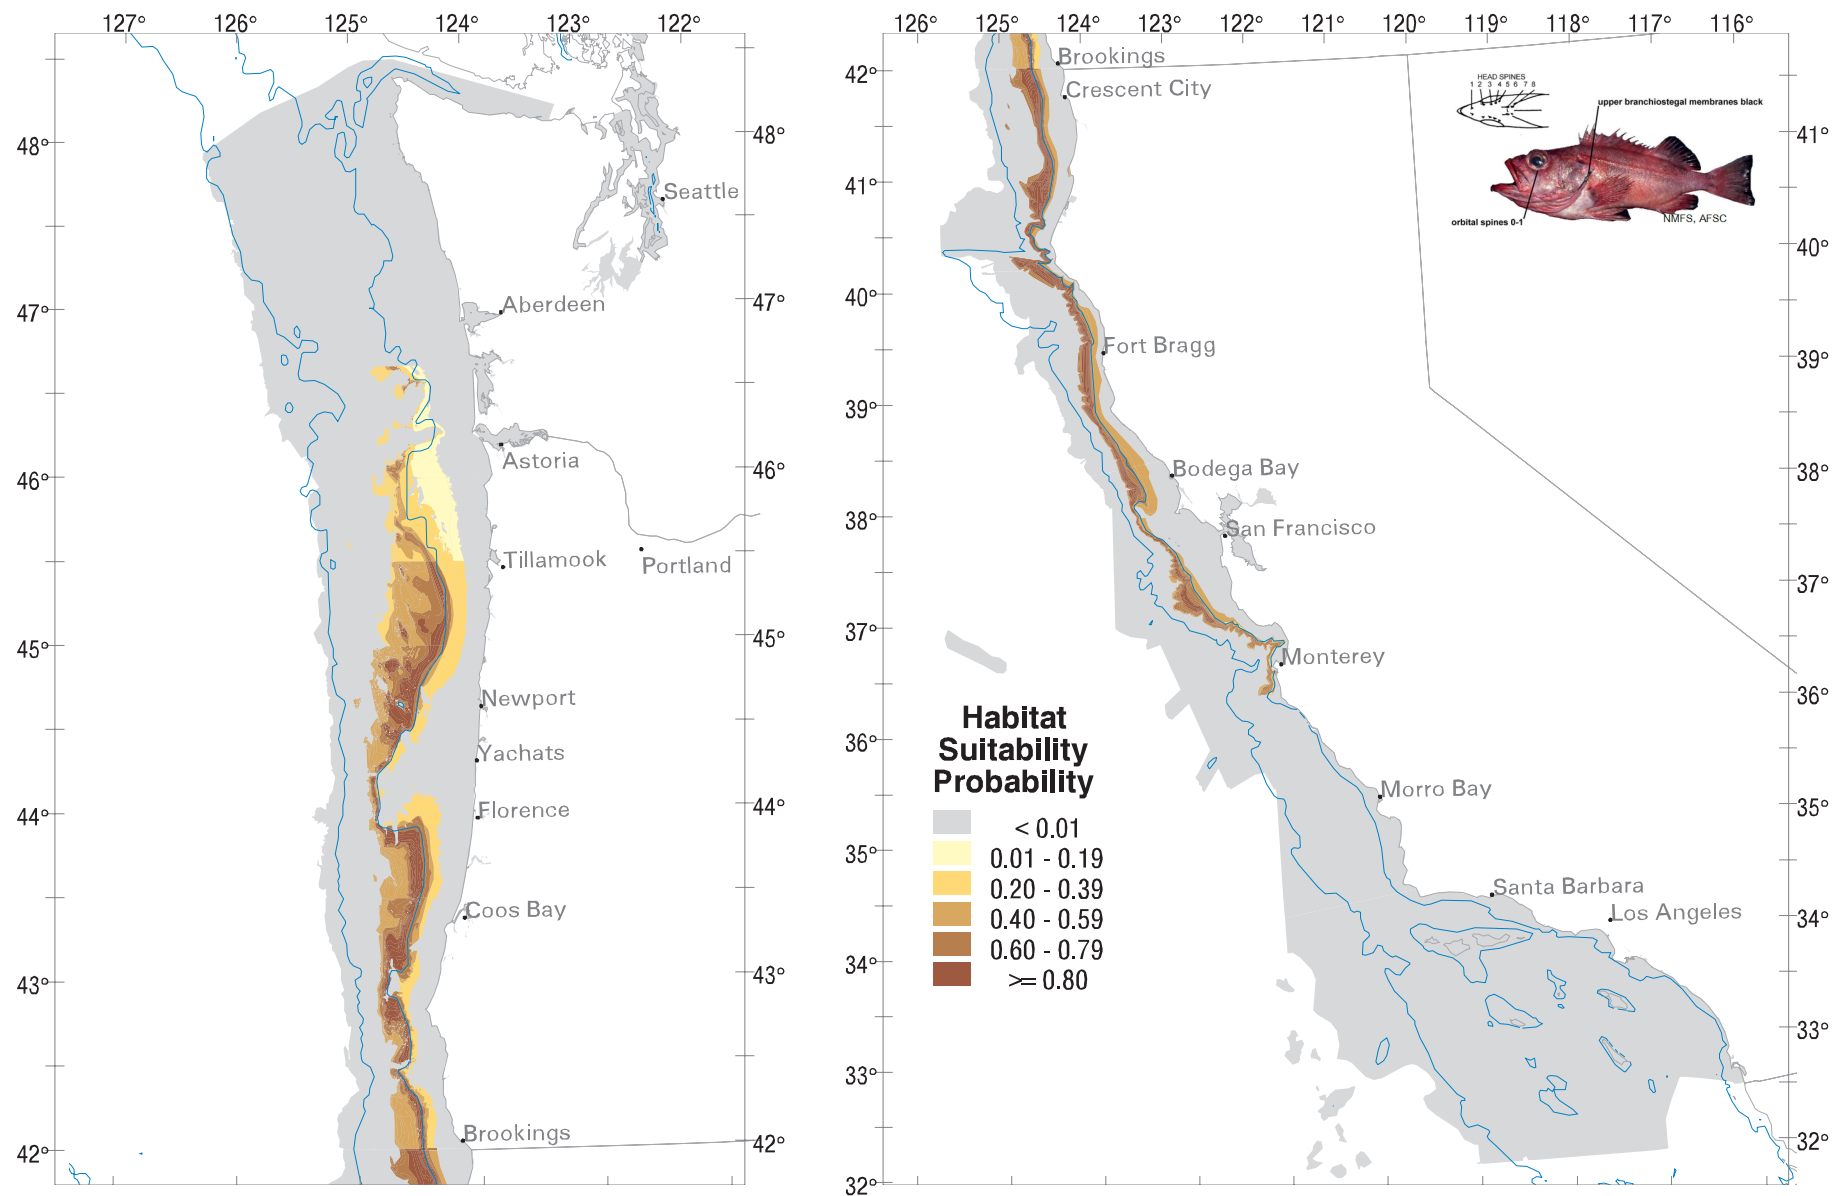 127° 125° 124° 123° 122°
126° 125° 124° 123° 122° 121° 120° 119° 118° 117° 116°
48°
47°
46°
45°
44°
43°
42°
48°
47°
46°
45°
44°
43°
42°
Seattle
Aberdeen
Astoria
Tillamook
Portland
Newport
Yachats
Florence
Coos Bay
Brookings
42°
41°
40°
39°
38°
37°
36°
35°
34°
33°
32°
41°
40°
39°
38°
37°
36°
35°
34°
33°
32°
Brookings
Crescent City
Fort Bragg
Bodega Bay
San Francisco
Monterey
Morro Bay
Santa Barbara
Los Angeles
HEAD SPINES
1 2 3 4 5 6 7 8
upper branchiostegal membranes black
orbital spines 0-1
NMFS, AFSC
Habitat
Suitability
Probability
< 0.01
0.01 - 0.19
0.20 - 0.39
0.40 - 0.59
0.60 - 0.79
>= 0.80